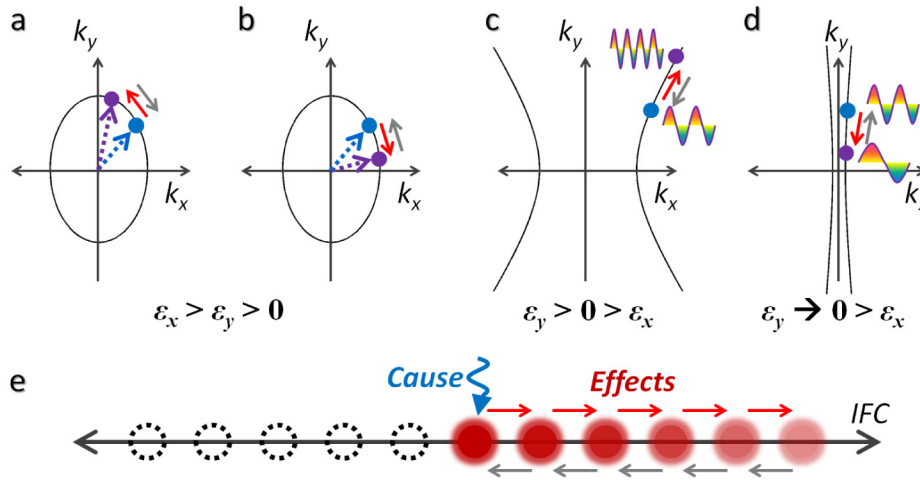 a
b
c
d
k_y
k_y
k_y
k_y
k_x
k_x
k_x
k_x
ε_x > ε_y > 0
ε_y > 0 > ε_x
ε_y → 0 > ε_x
e
Cause
Effects
IFC